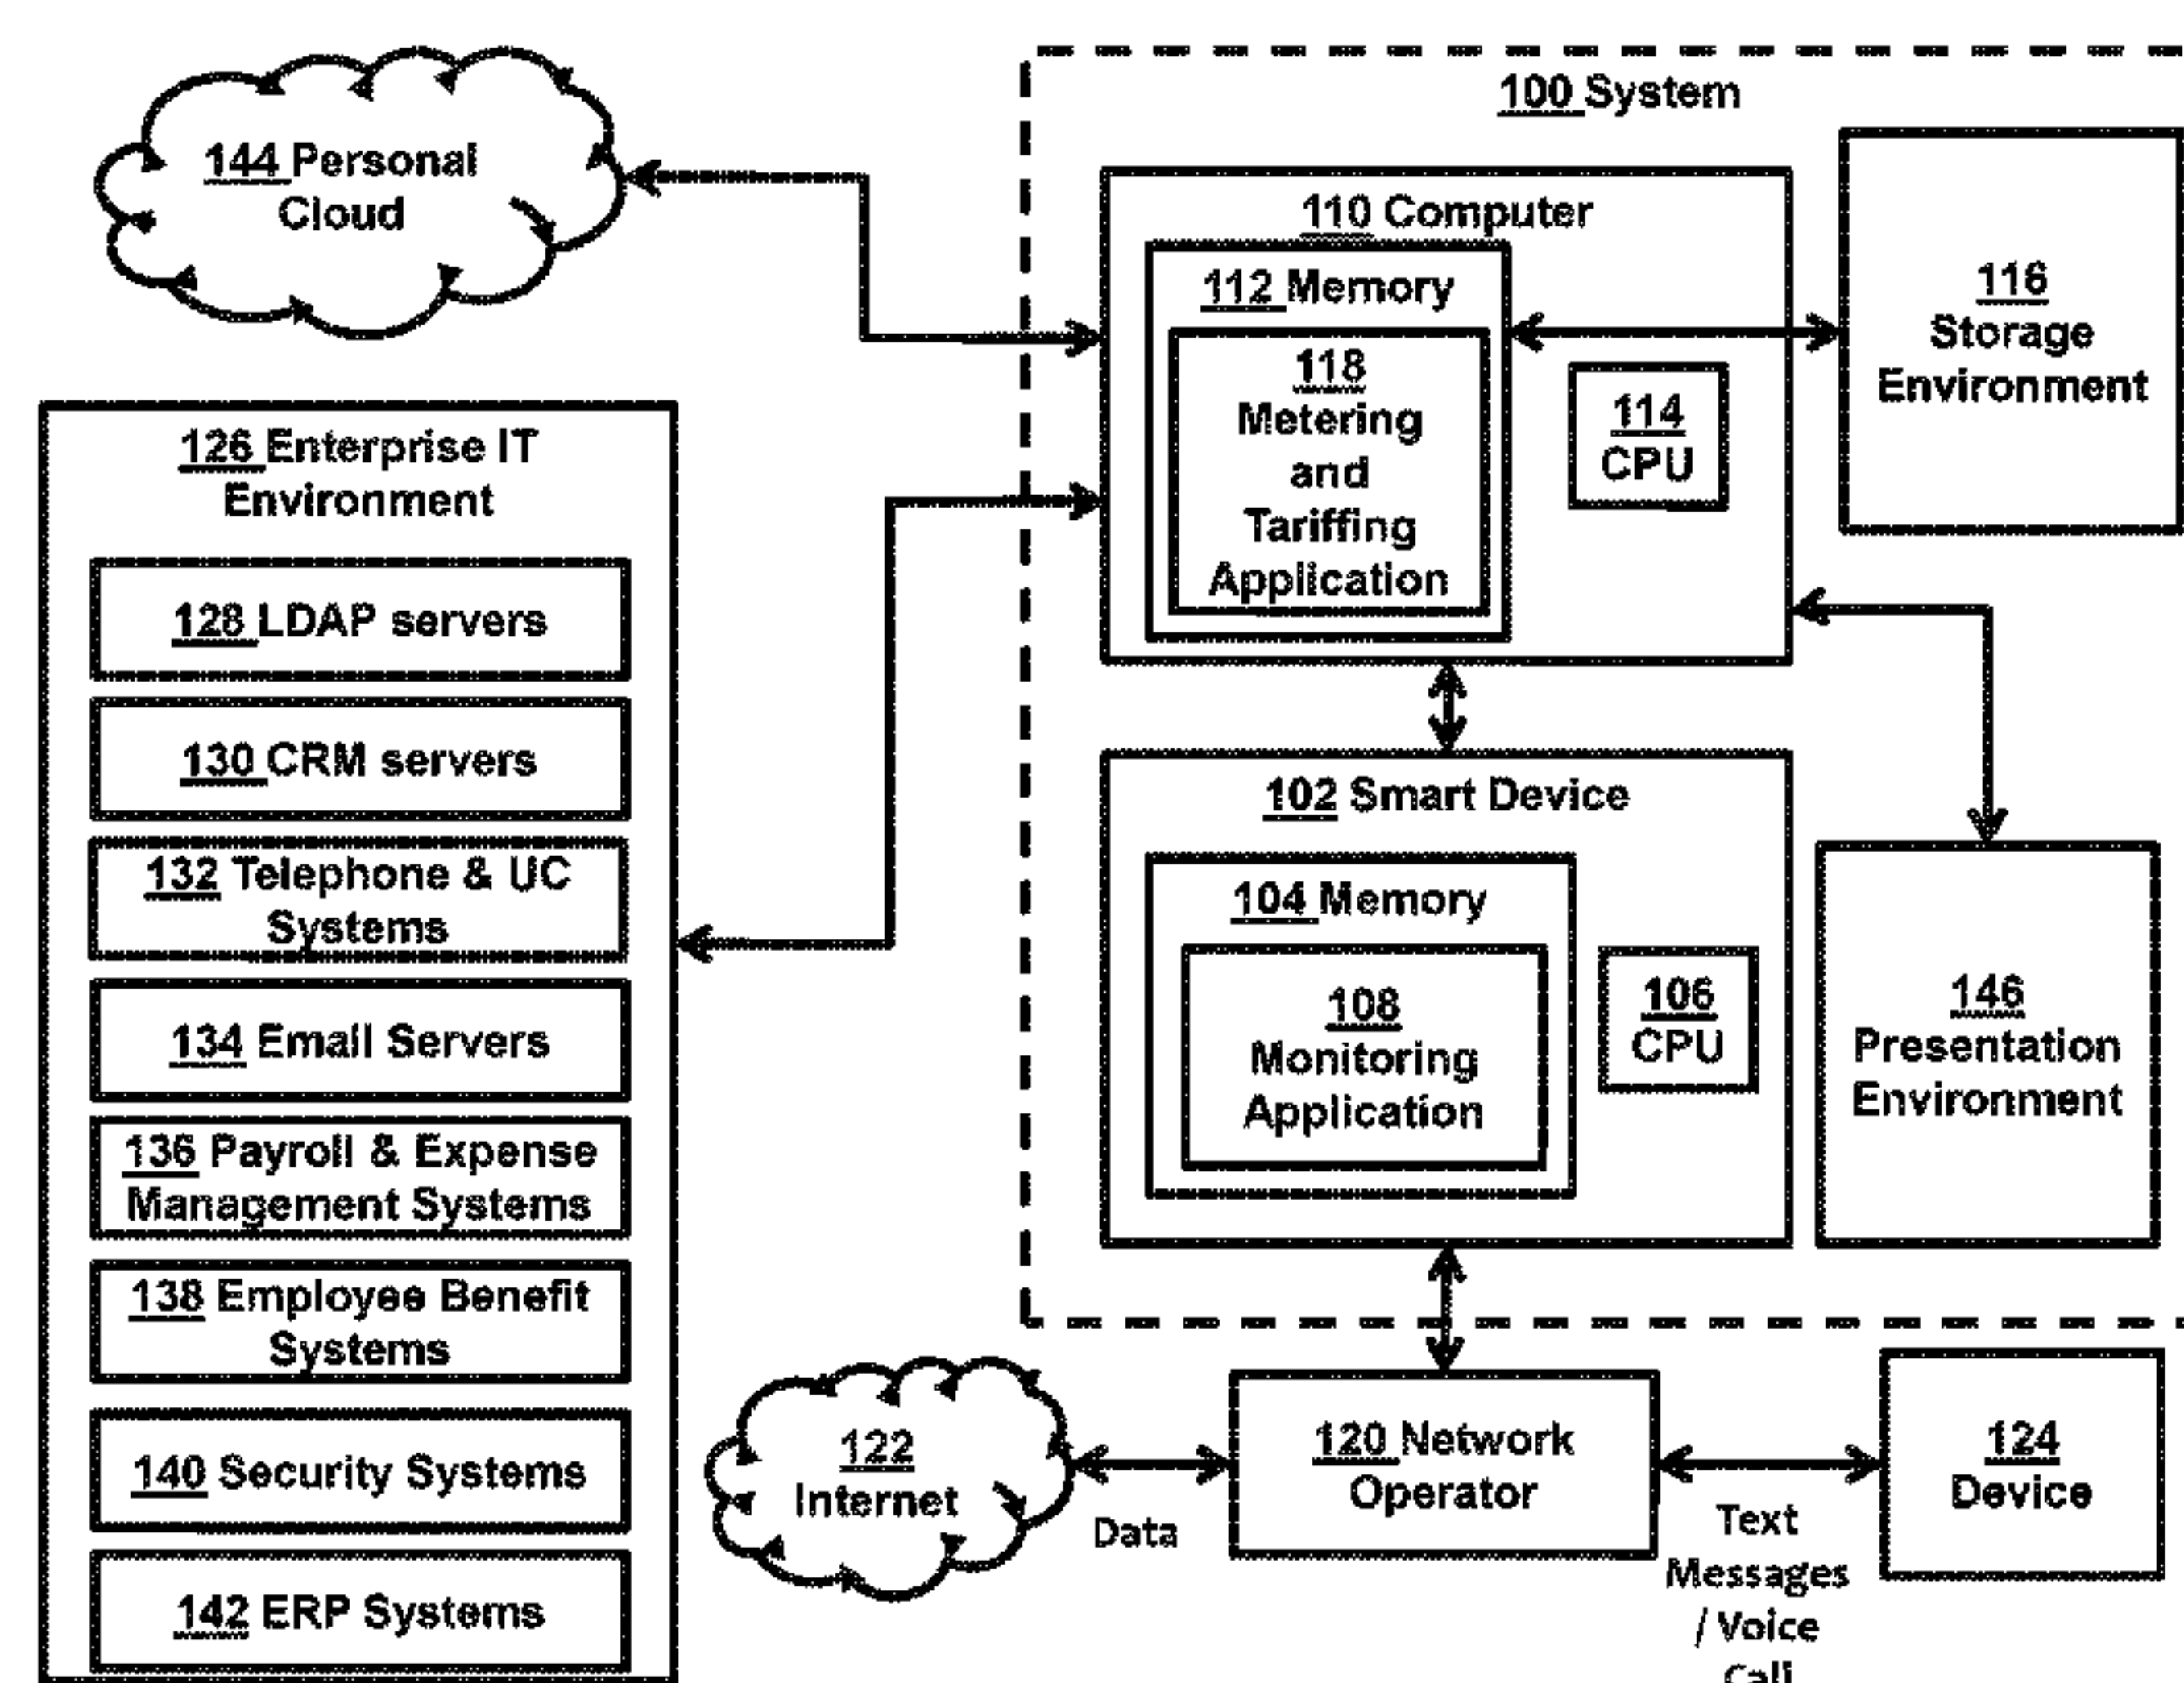 100 System
144 Personal
Cloud
110 Computer
112 Memory
118
Metering
and
Tariffing
Application
114
CPU
116
Storage
Environment
126 Enterprise IT
Environment
128 LDAP servers
130 CRM servers
132 Telephone & UC
Systems
134 Email Servers
136 Payroll & Expense
Management Systems
138 Employee Benefit
Systems
140 Security Systems
142 ERP Systems
102 Smart Device
104 Memory
108
Monitoring
Application
106
CPU
146
Presentation
Environment
122
Internet
Data
120 Network
Operator
Text
Messages
/ Voice
Call
124
Device